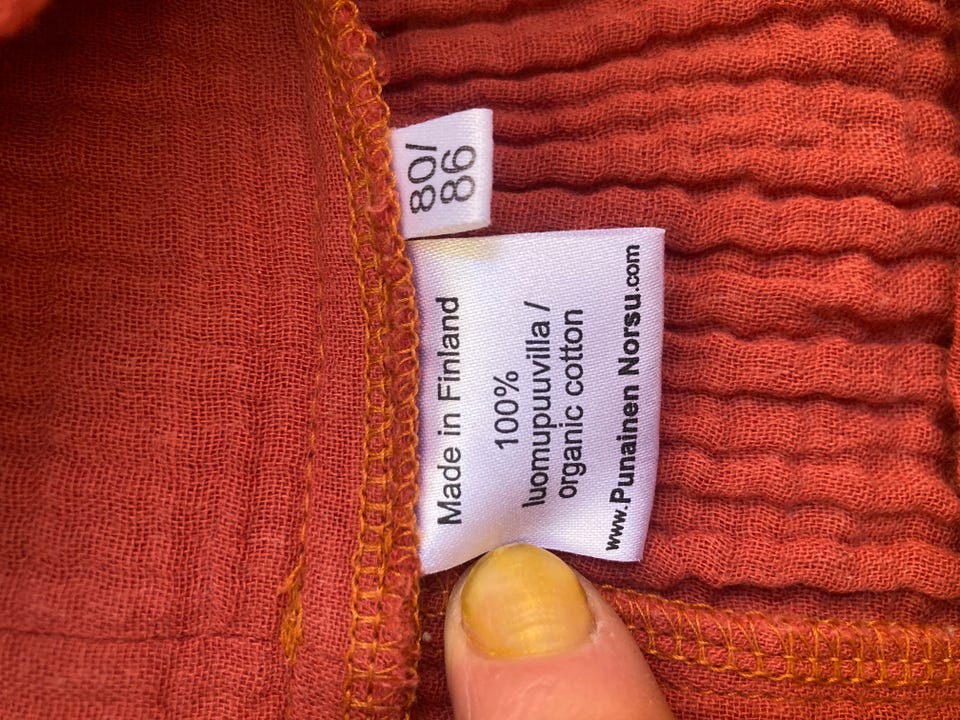 80/
86
Made in Finland
100%
luomupuuvilla /
organic cotton
www.Punainen Norsu.com